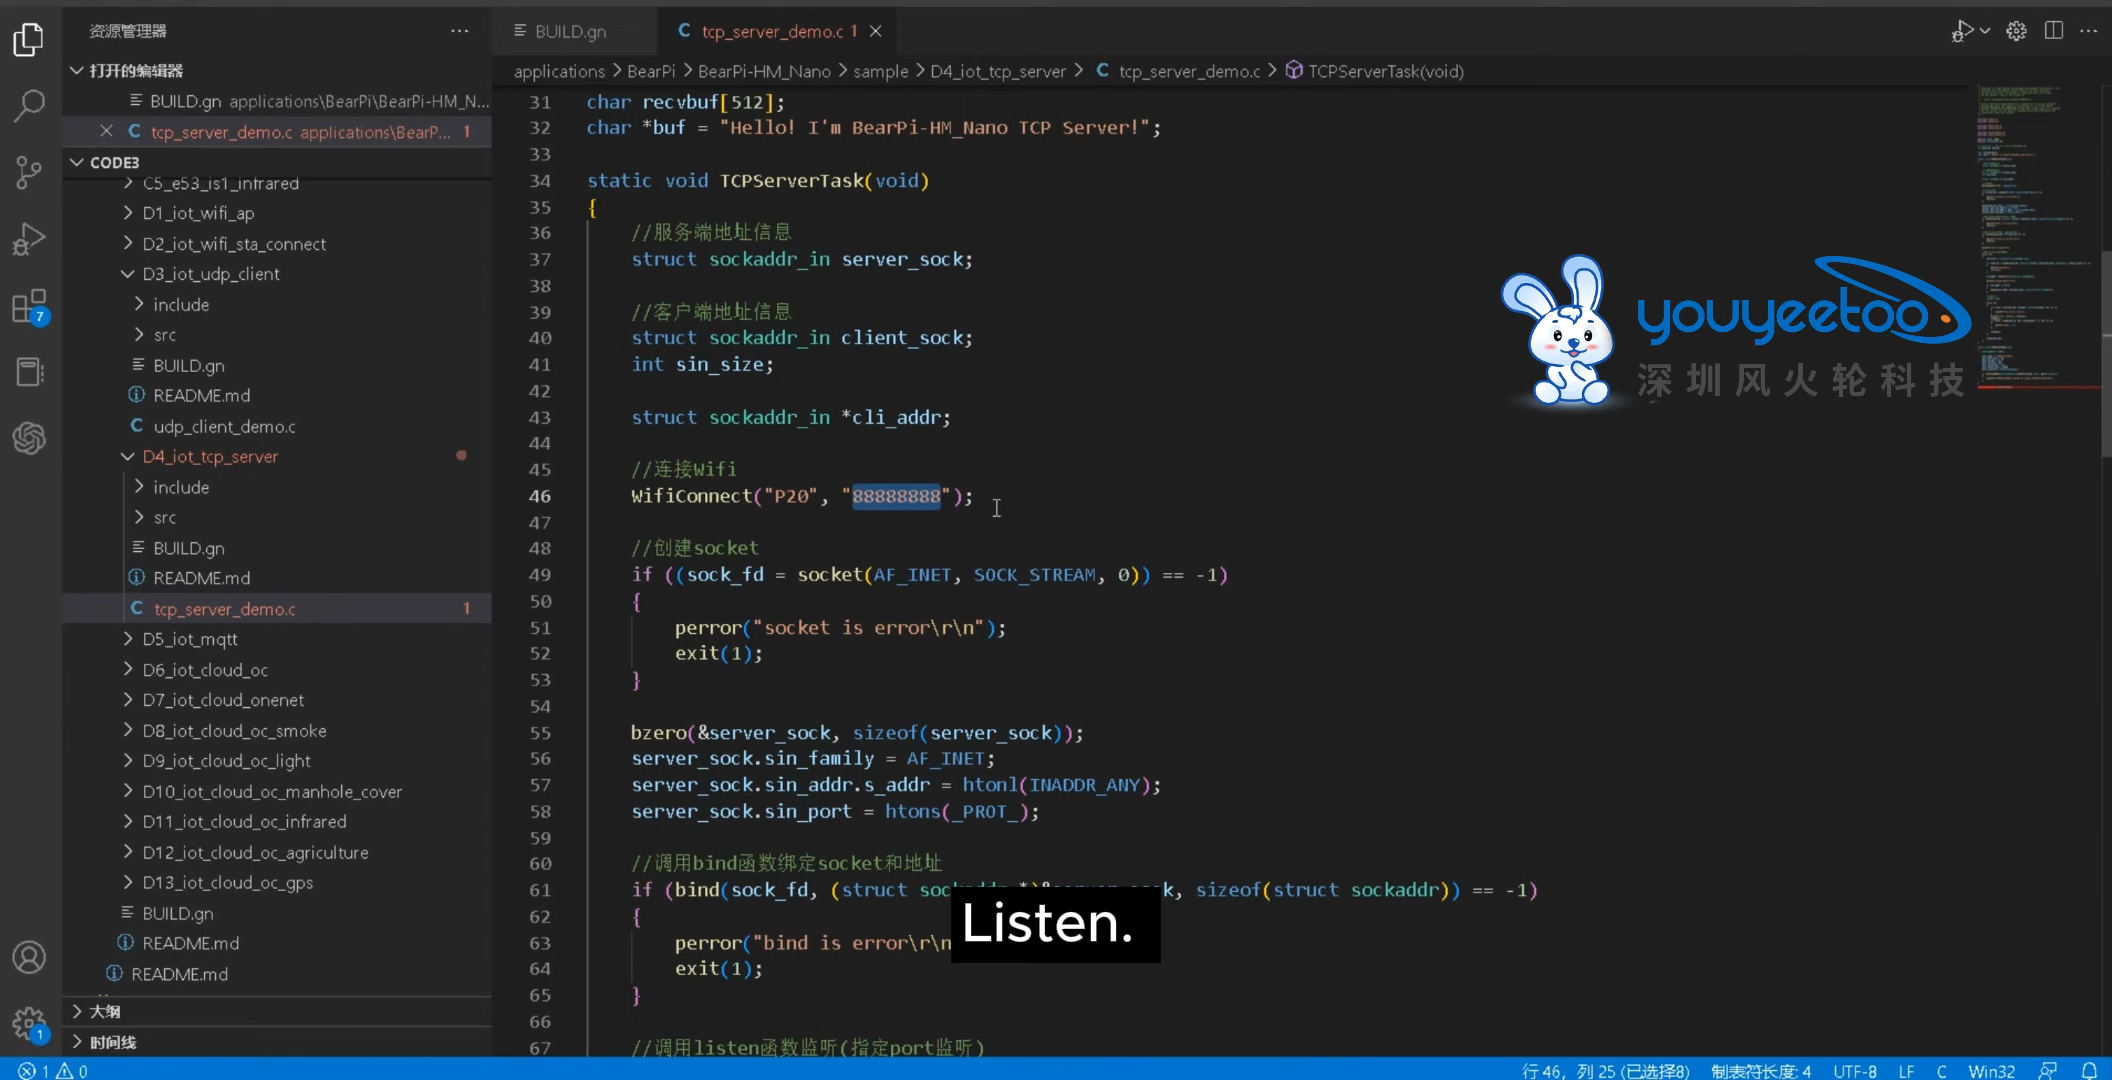 资源管理器
打开的编辑器
BUILD.gn applications\BearPi\BearPi-HM_N...
tcp_server_demo.c applications\BearP... 1
CODE3
C5_e53_is1_infrared
D1_iot_wifi_ap
D2_iot_wifi_sta_connect
D3_iot_udp_client
include
src
BUILD.gn
README.md
udp_client_demo.c
D4_iot_tcp_server
include
src
BUILD.gn
README.md
tcp_server_demo.c 1
D5_iot_mqtt
D6_iot_cloud_oc
D7_iot_cloud_onenet
D8_iot_cloud_oc_smoke
D9_iot_cloud_oc_light
D10_iot_cloud_oc_manhole_cover
D11_iot_cloud_oc_infrared
D12_iot_cloud_oc_agriculture
D13_iot_cloud_oc_gps
BUILD.gn
README.md
README.md
大纲
时间线
7
1
BUILD.gn
tcp_server_demo.c 1
applications > BearPi > BearPi-HM_Nano > sample > D4_iot_tcp_server > C tcp_server_demo.c > TCPServerTask(void)
31 char recvbuf[512];
32 char *buf = "Hello! I'm BearPi-HM_Nano TCP Server!";
33
34 static void TCPServerTask(void)
35 {
36 //服务端地址信息
37 struct sockaddr_in server_sock;
38
39 //客户端地址信息
40 struct sockaddr_in client_sock;
41 int sin_size;
42
43 struct sockaddr_in *cli_addr;
44
45 //连接Wifi
46 WifiConnect("P20", "88888888");
47
48 //创建socket
49 if ((sock_fd = socket(AF_INET, SOCK_STREAM, 0)) == -1)
50 {
51 perror("socket is error\r\n");
52 exit(1);
53 }
54
55 bzero(&server_sock, sizeof(server_sock));
56 server_sock.sin_family = AF_INET;
57 server_sock.sin_addr.s_addr = htonl(INADDR_ANY);
58 server_sock.sin_port = htons(_PROT_);
59
60 //调用bind函数绑定socket和地址
61 if (bind(sock_fd, (struct sock k, sizeof(struct sockaddr)) == -1)
62 {
63 perror("bind is error\r\n
64 exit(1);
65 }
66
67 //调用listen函数监听(指定port监听)
youyeetoo
深圳风火轮科技
Listen.
1 0
行 46, 列 25 (已选择8) 制表符长度: 4 UTF-8 LF C Win32